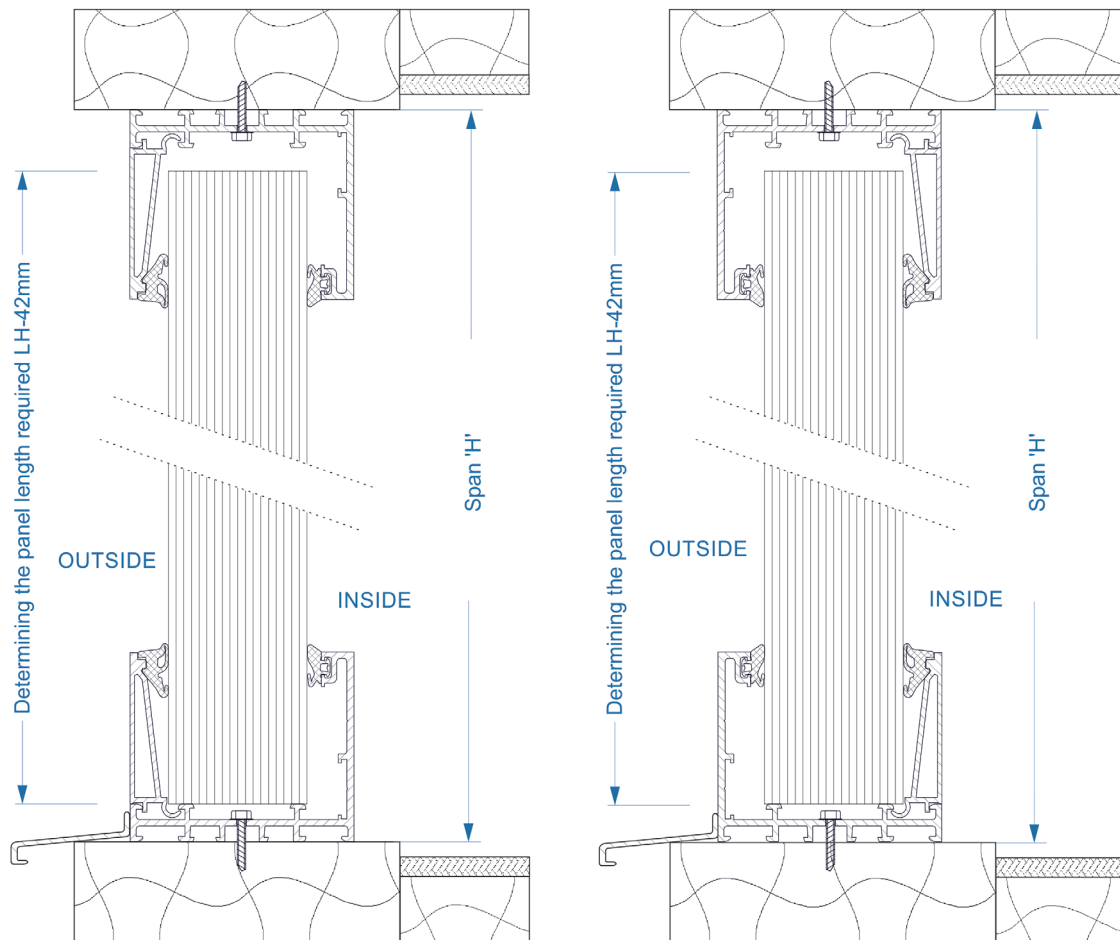 Determining the panel length required LH-42mm
OUTSIDE
INSIDE
Span 'H'
Determining the panel length required LH-42mm
OUTSIDE
INSIDE
Span 'H'